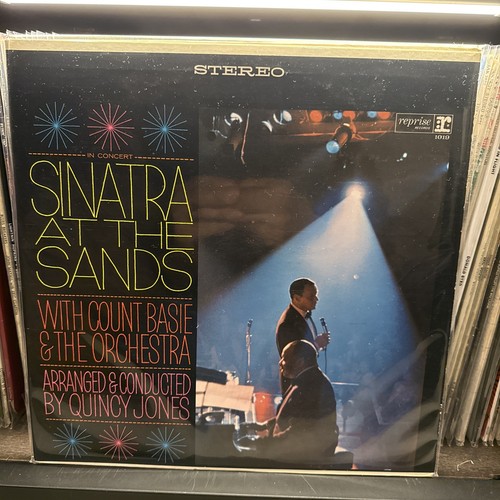 STEREO
reprise
RECORDS
1019
IN CONCERT
SINATRA
AT THE
SANDS
WITH COUNT BASIE
& THE ORCHESTRA
ARRANGED & CONDUCTED
BY QUINCY JONES